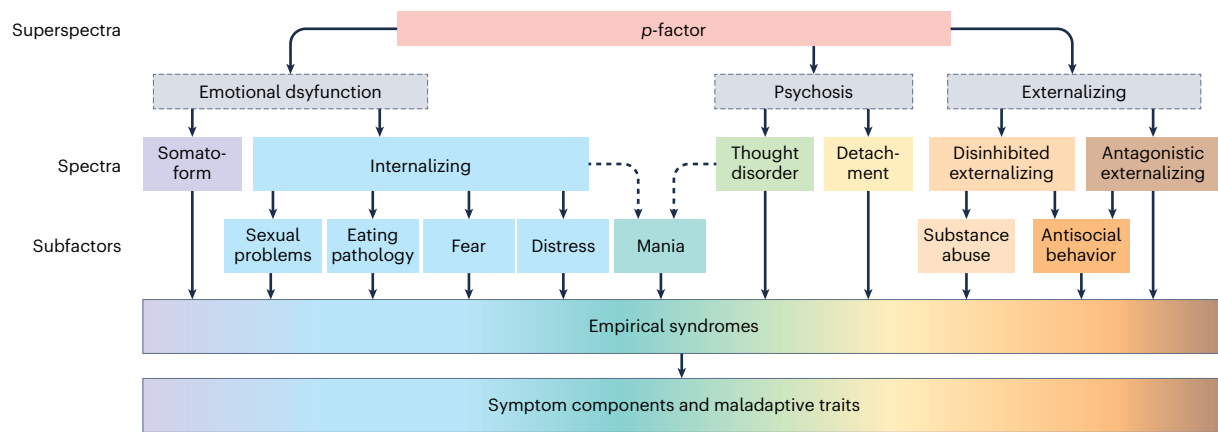 Superspectra
p-factor
Emotional dsyfunction
Psychosis
Externalizing
Spectra
Somato-
form
Internalizing
Thought
disorder
Detach-
ment
Disinhibited
externalizing
Antagonistic
externalizing
Subfactors
Sexual
problems
Eating
pathology
Fear
Distress
Mania
Substance
abuse
Antisocial
behavior
Empirical syndromes
Symptom components and maladaptive traits